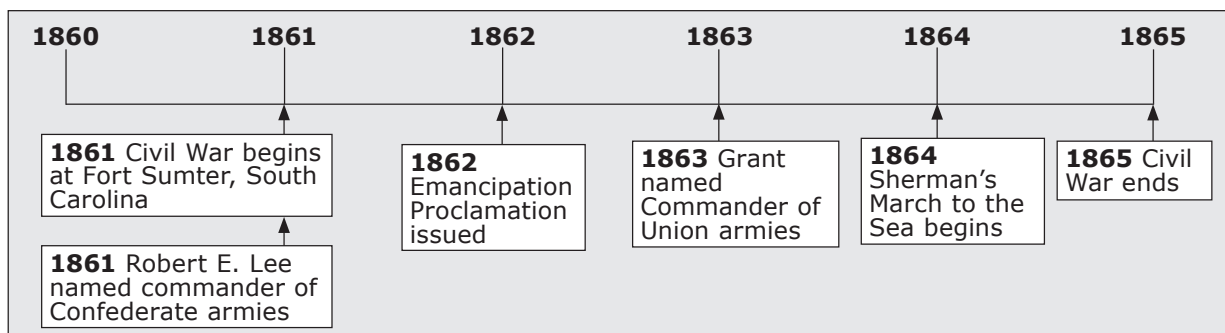 1860 1861 1862 1863 1864 1865
1861 Civil War begins
at Fort Sumter, South
Carolina
1861 Robert E. Lee
named commander of
Confederate armies
1862
Emancipation
Proclamation
issued
1863 Grant
named
Commander of
Union armies
1864
Sherman’s
March to the
Sea begins
1865 Civil
War ends